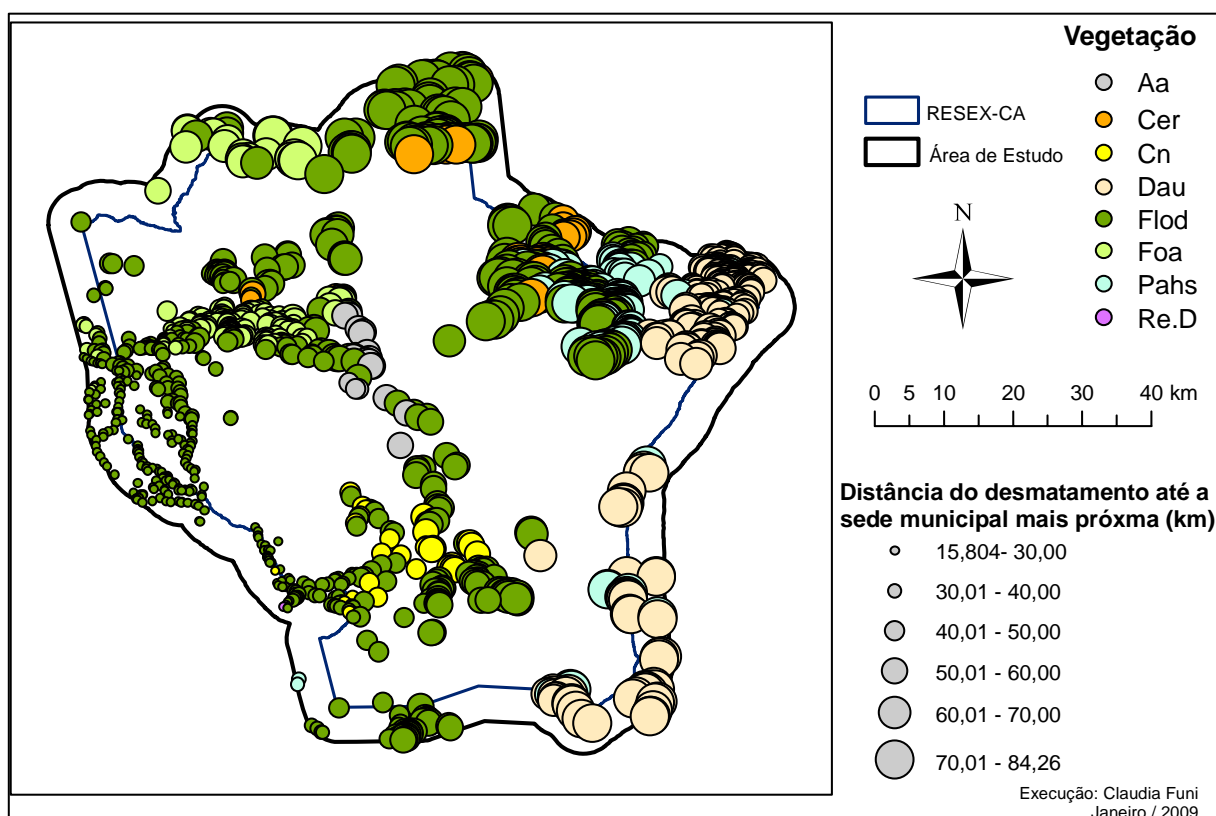 Vegetação
Aa
Cer
Cn
Dau
Flod
Foa
Pahs
Re.D
RESEX-CA
Área de Estudo
N
0 5 10 20 30 40 km
Distância do desmatamento até a
sede municipal mais próxma (km)
15,804- 30,00
30,01 - 40,00
40,01 - 50,00
50,01 - 60,00
60,01 - 70,00
70,01 - 84,26
Execução: Claudia Funi
Janeiro / 2009